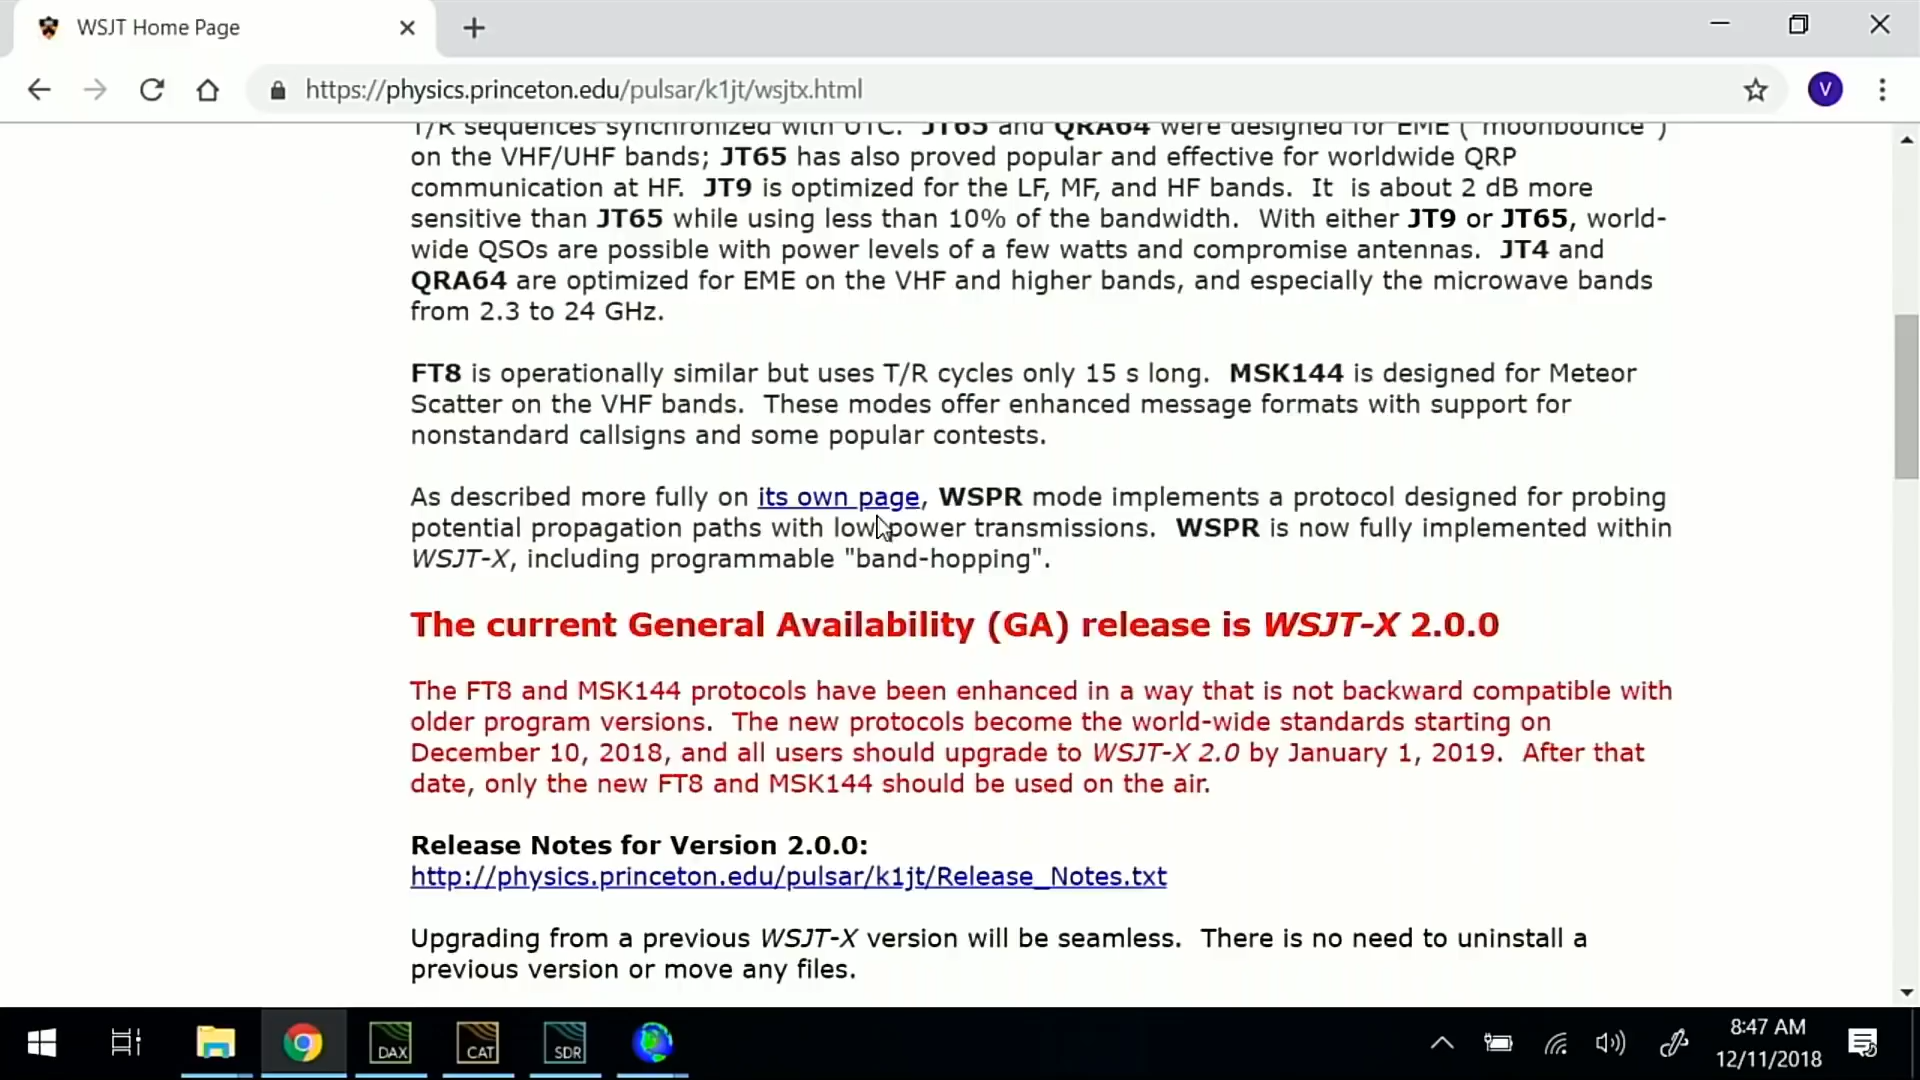 WSJT Home Page
https://physics.princeton.edu/pulsar/k1jt/wsjtx.html
V
T/R sequences synchronized with UTC. JT65 and QRA64 were designed for EME ("moonbounce")
on the VHF/UHF bands; JT65 has also proved popular and effective for worldwide QRP
communication at HF. JT9 is optimized for the LF, MF, and HF bands. It is about 2 dB more
sensitive than JT65 while using less than 10% of the bandwidth. With either JT9 or JT65, world-
wide QSOs are possible with power levels of a few watts and compromise antennas. JT4 and
QRA64 are optimized for EME on the VHF and higher bands, and especially the microwave bands
from 2.3 to 24 GHz.
FT8 is operationally similar but uses T/R cycles only 15 s long. MSK144 is designed for Meteor
Scatter on the VHF bands. These modes offer enhanced message formats with support for
nonstandard callsigns and some popular contests.
As described more fully on its own page, WSPR mode implements a protocol designed for probing
potential propagation paths with low-power transmissions. WSPR is now fully implemented within
WSJT-X, including programmable "band-hopping".
The current General Availability (GA) release is WSJT-X 2.0.0
The FT8 and MSK144 protocols have been enhanced in a way that is not backward compatible with
older program versions. The new protocols become the world-wide standards starting on
December 10, 2018, and all users should upgrade to WSJT-X 2.0 by January 1, 2019. After that
date, only the new FT8 and MSK144 should be used on the air.
Release Notes for Version 2.0.0:
http://physics.princeton.edu/pulsar/k1jt/Release_Notes.txt
Upgrading from a previous WSJT-X version will be seamless. There is no need to uninstall a
previous version or move any files.
DAX
CAT
SDR
8:47 AM
12/11/2018